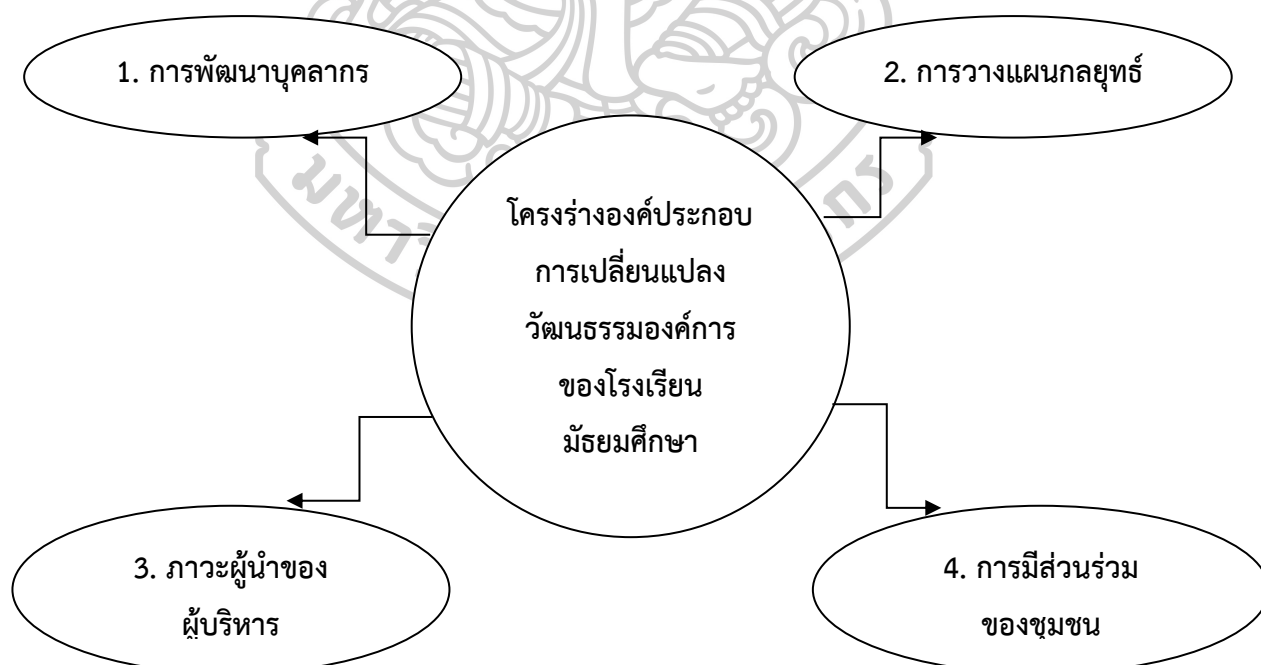 1. การพัฒนาบุคลากร
2. การวางแผนกลยุทธ์
โครงร่างองค์ประกอบ
การเปลี่ยนแปลง
วัฒนธรรมองค์การ
ของโรงเรียน
มัธยมศึกษา
3. ภาวะผู้นำของ
ผู้บริหาร
4. การมีส่วนร่วม
ของชุมชน